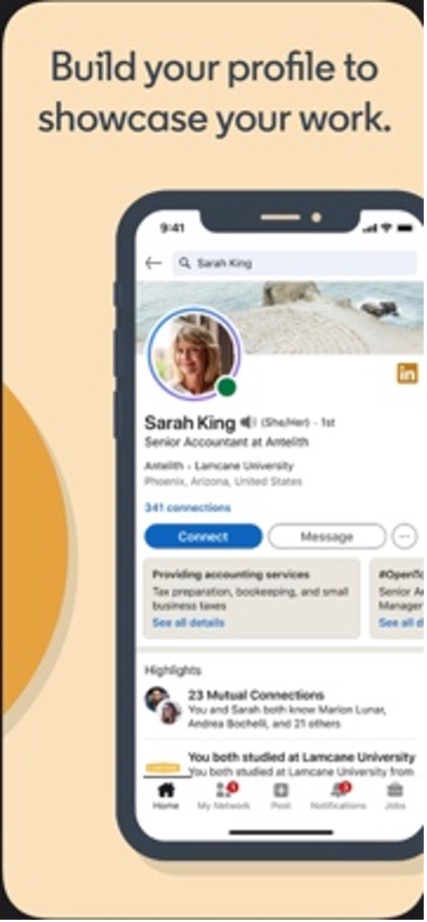 Build your profile to
showcase your work.
9:41
Sarah King
in
Sarah King (She/Her) · 1st
Senior Accountant at Antelith
Antelith · Lamcane University
Phoenix, Arizona, United States
341 connections
Connect
Message
Providing accounting services
Tax preparation, bookeeping, and small
business taxes
See all details
#OpenTo
Senior A
Manager
See all d
Highlights
23 Mutual Connections
You and Sarah both know Marlon Lunar,
Andrea Bochelli, and 21 others
You both studied at Lamcane University
You both studied at Lamcane University from
Home
My Network
Post
Notifications
Jobs